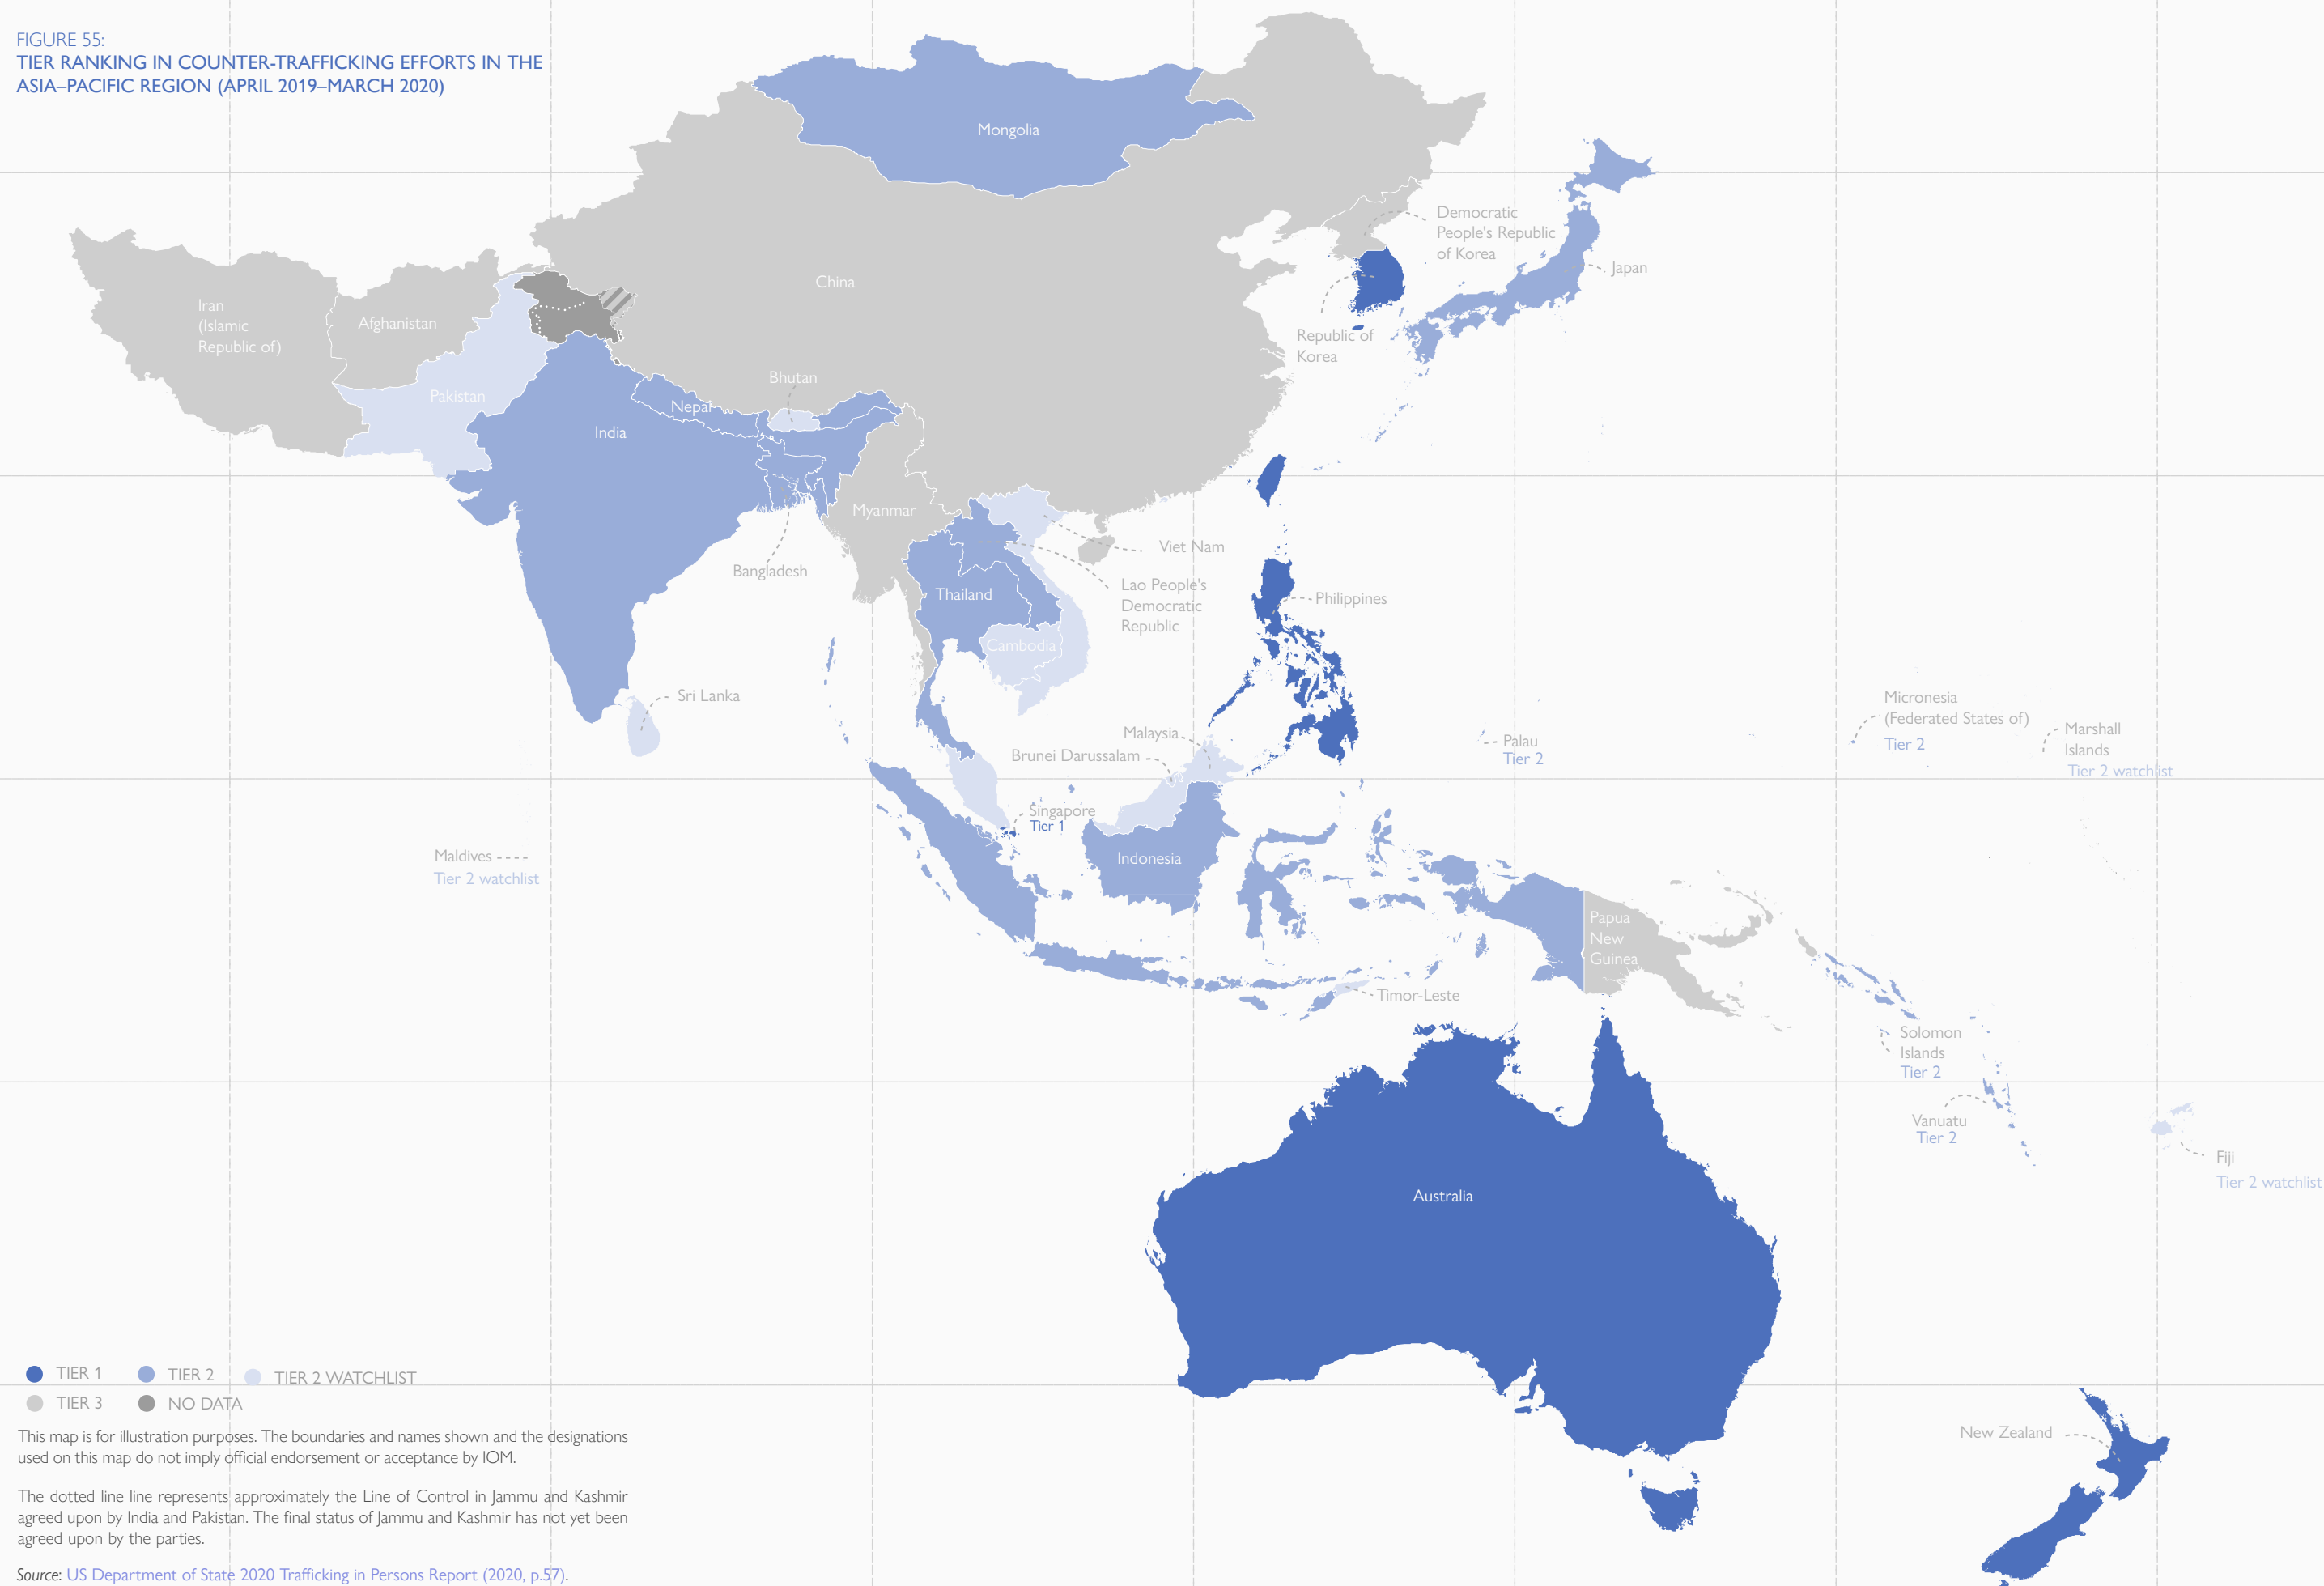 FIGURE 55:
TIER RANKING IN COUNTER-TRAFFICKING EFFORTS IN THE
ASIA–PACIFIC REGION (APRIL 2019–MARCH 2020)
Mongolia
Democratic
People's Republic
of Korea
Japan
China
Iran
(Islamic
Republic of)
Afghanistan
Republic of
Korea
Bhutan
Pakistan
Nepal
India
Myanmar
Viet Nam
Bangladesh
Lao People's
Democratic
Republic
Thailand
Philippines
Cambodia
Sri Lanka
Micronesia
(Federated States of)
Tier 2
Marshall
Islands
Tier 2 watchlist
Malaysia
Palau
Tier 2
Brunei Darussalam
Singapore
Tier 1
Maldives
Tier 2 watchlist
Indonesia
Papua
New
Guinea
Timor-Leste
Solomon
Islands
Tier 2
Vanuatu
Tier 2
Fiji
Tier 2 watchlist
Australia
New Zealand
TIER 1
TIER 2
TIER 2 WATCHLIST
TIER 3
NO DATA
This map is for illustration purposes. The boundaries and names shown and the designations
used on this map do not imply official endorsement or acceptance by IOM.
The dotted line line represents approximately the Line of Control in Jammu and Kashmir
agreed upon by India and Pakistan. The final status of Jammu and Kashmir has not yet been
agreed upon by the parties.
Source: US Department of State 2020 Trafficking in Persons Report (2020, p.57).